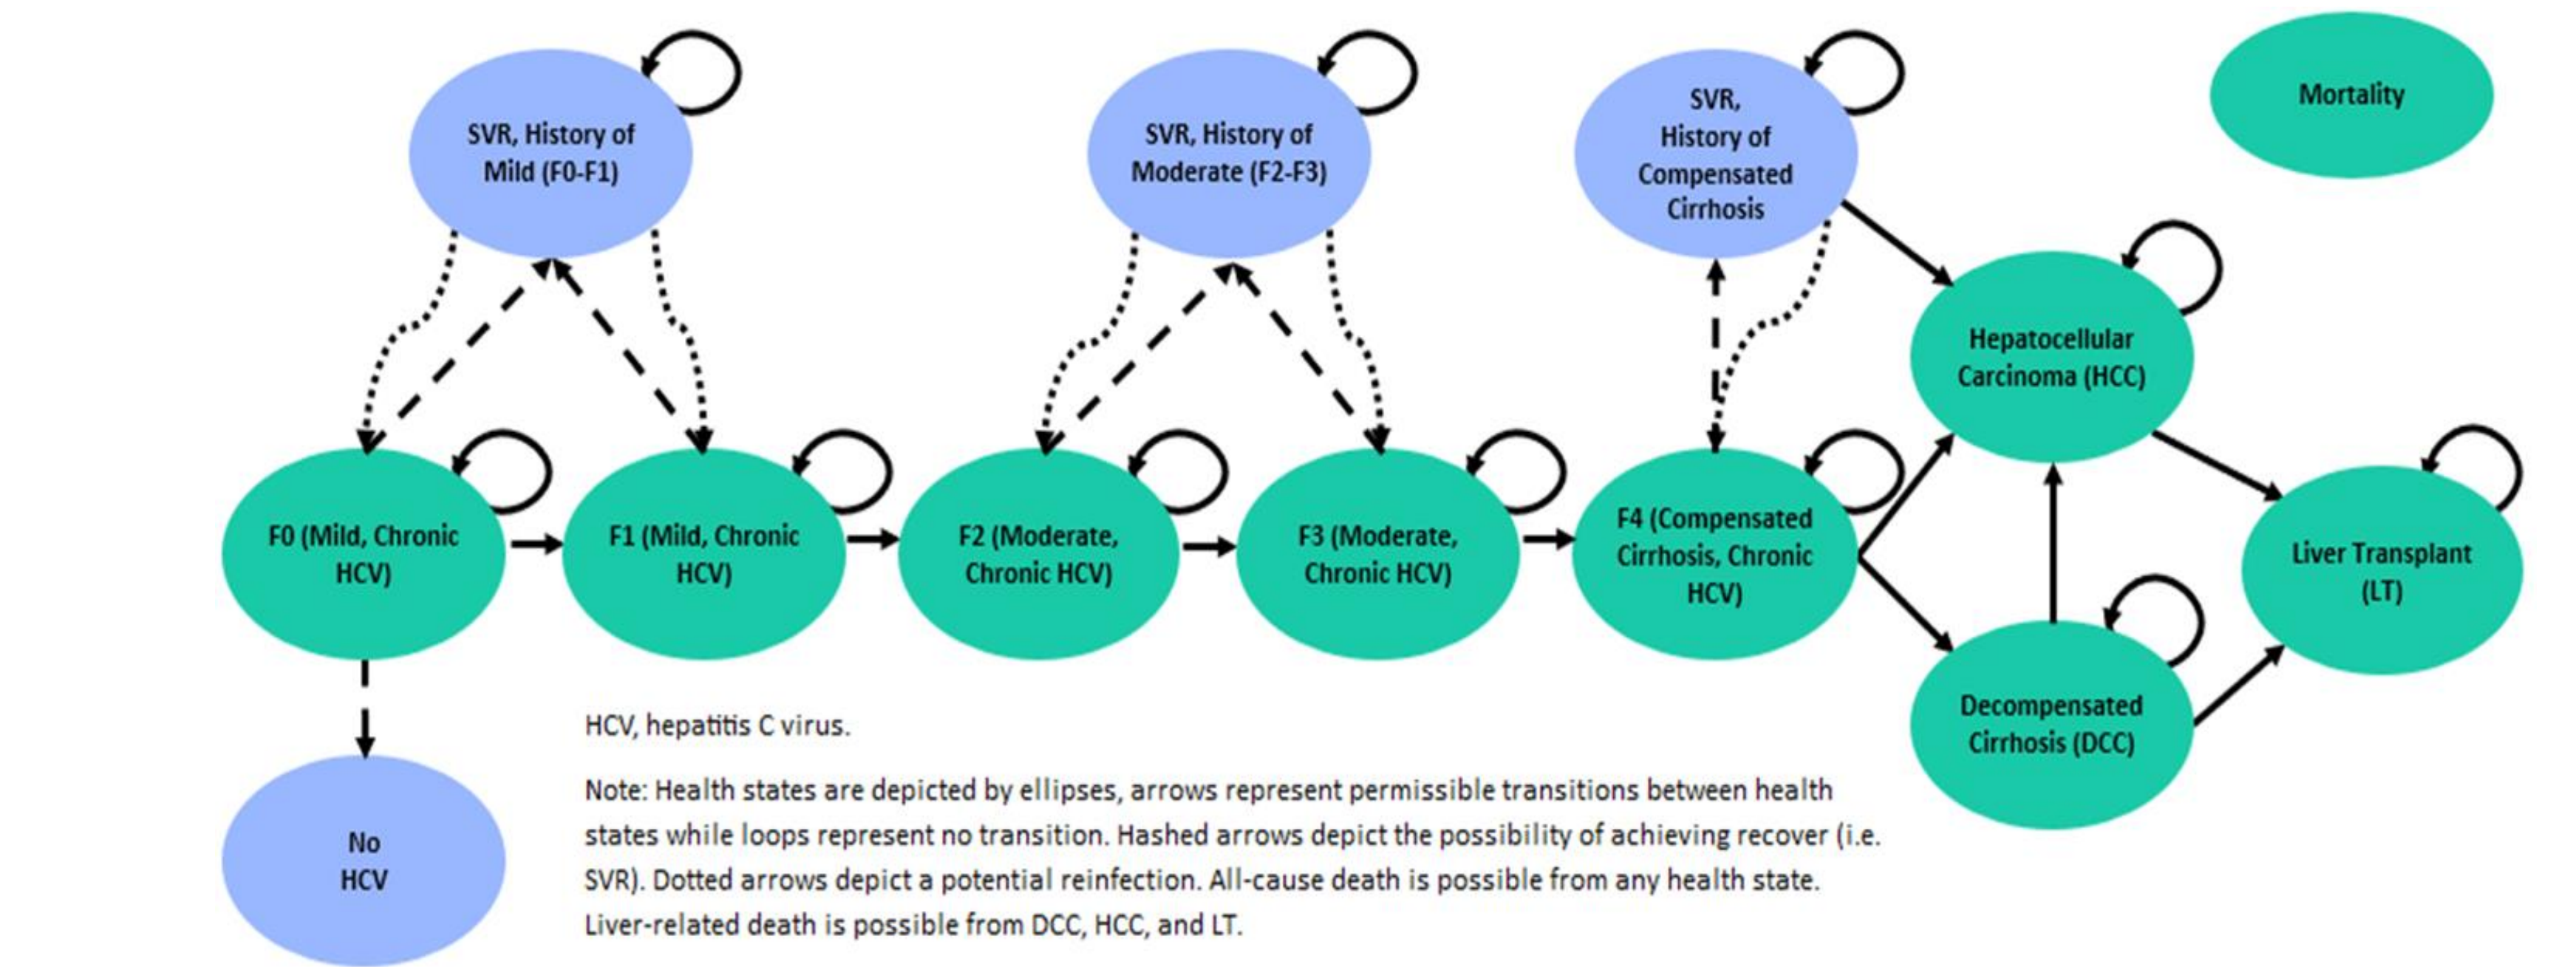 SVR, History of
Mild (F0-F1)
SVR, History of
Moderate (F2-F3)
SVR,
History of
Compensated
Cirrhosis
Mortality
Hepatocellular
Carcinoma (HCC)
F0 (Mild, Chronic
HCV)
F1 (Mild, Chronic
HCV)
F2 (Moderate,
Chronic HCV)
F3 (Moderate,
Chronic HCV)
F4 (Compensated
Cirrhosis, Chronic
HCV)
Liver Transplant
(LT)
Decompensated
Cirrhosis (DCC)
No
HCV
HCV, hepatitis C virus.
Note: Health states are depicted by ellipses, arrows represent permissible transitions between health
states while loops represent no transition. Hashed arrows depict the possibility of achieving recover (i.e.
SVR). Dotted arrows depict a potential reinfection. All-cause death is possible from any health state.
Liver-related death is possible from DCC, HCC, and LT.